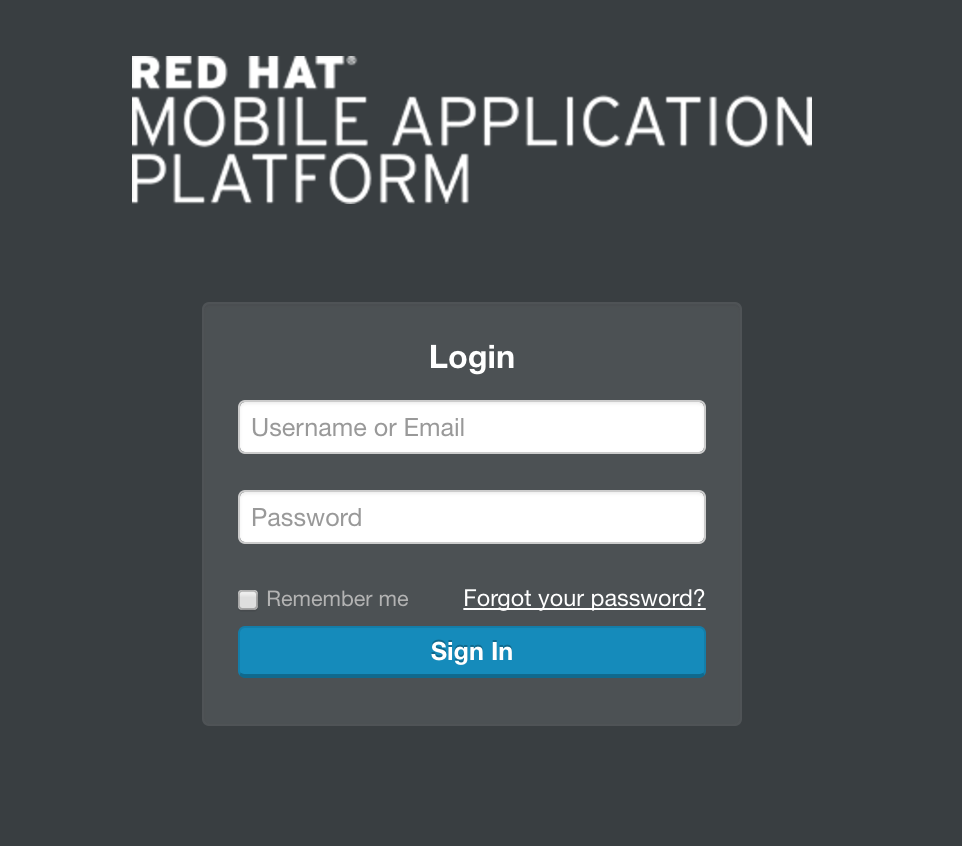 RED HAT®
MOBILE APPLICATION
PLATFORM
Login
Username or Email
Password
Remember me Forgot your password?
Sign In